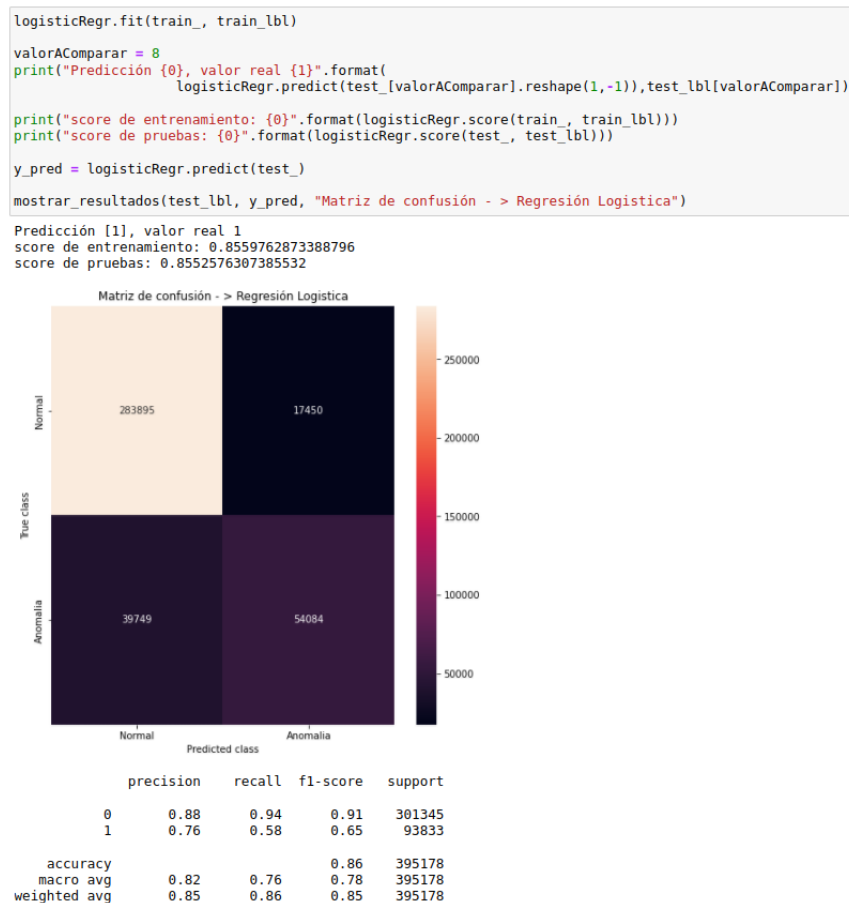 logisticRegr.fit(train_, train_lbl)
valorAComparar = 8
print("Predicción {0}, valor real {1}".format(
logisticRegr.predict(test_[valorAComparar].reshape(1,-1)),test_lbl[valorAComparar])
print("score de entrenamiento: {0}".format(logisticRegr.score(train_, train_lbl)))
print("score de pruebas: {0}".format(logisticRegr.score(test_, test_lbl)))
y_pred = logisticRegr.predict(test_)
mostrar_resultados(test_lbl, y_pred, "Matriz de confusión - > Regresión Logistica")
Predicción [1], valor real 1
score de entrenamiento: 0.8559762873388796
score de pruebas: 0.8552576307385532
Matriz de confusión - > Regresión Logistica
250000
200000
150000
100000
50000
Normal
283895 17450
True class
Anomalia
39749 54084
Normal Anomalia
Predicted class
precision recall f1-score support
0 0.88 0.94 0.91 301345
1 0.76 0.58 0.65 93833
accuracy 0.86 395178
macro avg 0.82 0.76 0.78 395178
weighted avg 0.85 0.86 0.85 395178